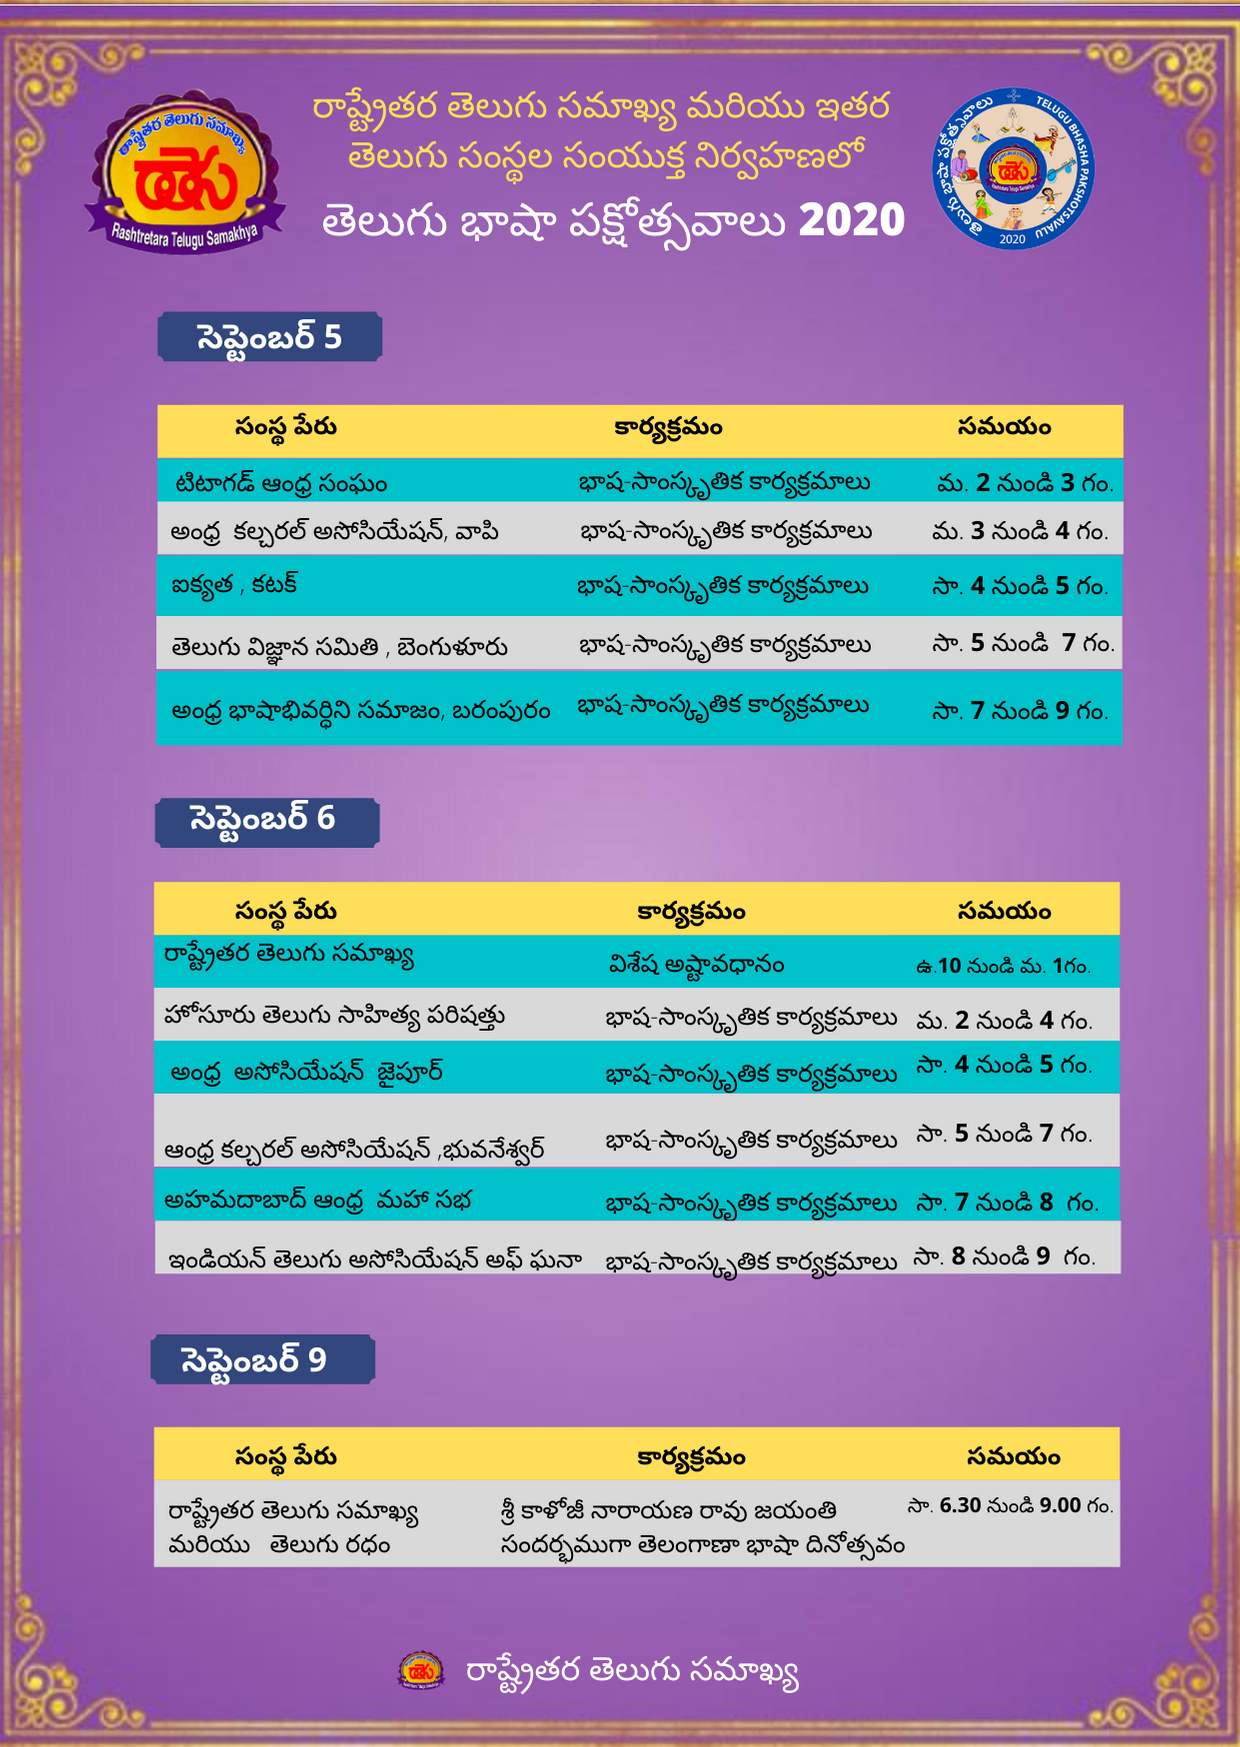 రాష్ట్రేతర తెలుగు సమాఖ్య మరియు ఇతర
తెలుగు సంస్థల సంయుక్త నిర్వహణలో
తెలుగు భాషా పక్షోత్సవాలు 2020
రాష్ట్రేతర తెలుగు సమాఖ్య
Rashtretara Telugu Samakhya
తెలుగు భాషా పక్షోత్సవాలు
TELUGU BHASHA PAKSHOTSAVALU
2020
సెప్టెంబర్ 5
సంస్థ పేరు కార్యక్రమం సమయం
టిటాగడ్ ఆంధ్ర సంఘం భాష-సాంస్కృతిక కార్యక్రమాలు మ. 2 నుండి 3 గం.
అంధ్ర కల్చరల్ అసోసియేషన్, వాపి భాష-సాంస్కృతిక కార్యక్రమాలు మ. 3 నుండి 4 గం.
ఐక్యత , కటక్ భాష-సాంస్కృతిక కార్యక్రమాలు సా. 4 నుండి 5 గం.
తెలుగు విజ్ఞాన సమితి , బెంగుళూరు భాష-సాంస్కృతిక కార్యక్రమాలు సా. 5 నుండి 7 గం.
అంధ్ర భాషాభివర్ధిని సమాజం, బరంపురం భాష-సాంస్కృతిక కార్యక్రమాలు సా. 7 నుండి 9 గం.
సెప్టెంబర్ 6
సంస్థ పేరు కార్యక్రమం సమయం
రాష్ట్రేతర తెలుగు సమాఖ్య విశేష అష్టావధానం ఉ.10 నుండి మ. 1గం.
హోసూరు తెలుగు సాహిత్య పరిషత్తు భాష-సాంస్కృతిక కార్యక్రమాలు మ. 2 నుండి 4 గం.
అంధ్ర అసోసియేషన్ జైపూర్ భాష-సాంస్కృతిక కార్యక్రమాలు సా. 4 నుండి 5 గం.
ఆంధ్ర కల్చరల్ అసోసియేషన్ ,భువనేశ్వర్ భాష-సాంస్కృతిక కార్యక్రమాలు సా. 5 నుండి 7 గం.
అహమదాబాద్ ఆంధ్ర మహా సభ భాష-సాంస్కృతిక కార్యక్రమాలు సా. 7 నుండి 8 గం.
ఇండియన్ తెలుగు అసోసియేషన్ అఫ్ ఘనా భాష-సాంస్కృతిక కార్యక్రమాలు సా. 8 నుండి 9 గం.
సెప్టెంబర్ 9
సంస్థ పేరు కార్యక్రమం సమయం
రాష్ట్రేతర తెలుగు సమాఖ్య శ్రీ కాళోజీ నారాయణ రావు జయంతి సా. 6.30 నుండి 9.00 గం.
మరియు తెలుగు రధం సందర్భముగా తెలంగాణా భాషా దినోత్సవం
రాష్ట్రేతర తెలుగు సమాఖ్య